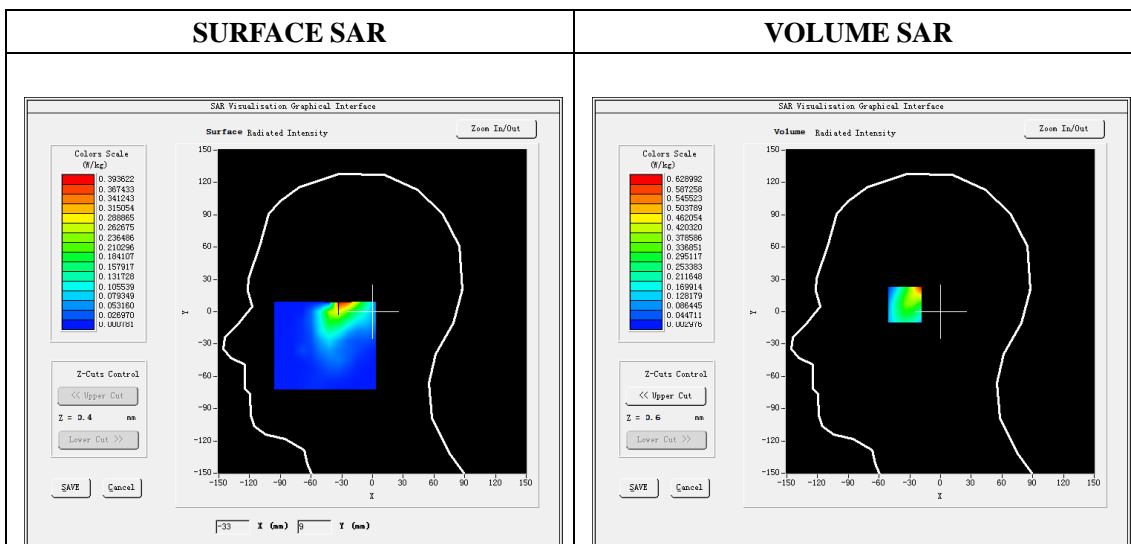 SURFACE SAR
SAR Visualisation Graphical Interface
Surface Radiated Intensity
Zoom In/Out
Colors Scale
(W/kg)
0.393622
0.367433
0.341243
0.315054
0.288865
0.262675
0.236486
0.210296
0.184107
0.157917
0.131728
0.105539
0.079349
0.053160
0.026970
0.000781
Z-Cuts Control
<< Upper Cut
Z = 0.4 mm
Lower Cut >>
SAVE Cancel
150
120
90
60
30
0
-30
-60
-90
-120
-150
Y
-150 -120 -90 -60 -30 0 30 60 90 120 150
X
-33 X (mm) 9 Y (mm)
VOLUME SAR
SAR Visualisation Graphical Interface
Volume Radiated Intensity
Zoom In/Out
Colors Scale
(W/kg)
0.628992
0.587258
0.545523
0.503789
0.462054
0.420320
0.378586
0.336851
0.295117
0.253383
0.211648
0.169914
0.128179
0.086445
0.044711
0.002976
Z-Cuts Control
<< Upper Cut
Z = 0.6 mm
Lower Cut >>
SAVE Cancel
150
120
90
60
30
0
-30
-60
-90
-120
-150
Y
-150 -120 -90 -60 -30 0 30 60 90 120 150
X